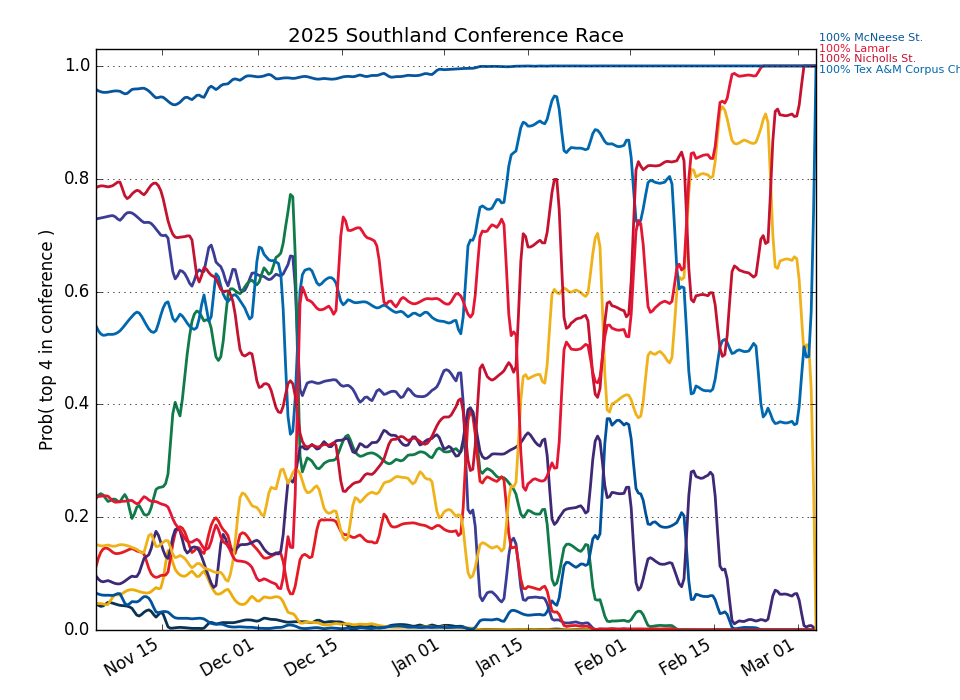 2025 Southland Conference Race
100% McNeese St.
100% Lamar
100% Nicholls St.
100% Tex A&M Corpus Ch
Prob( top 4 in conference )
1.0
0.8
0.6
0.4
0.2
0.0
Nov 15
Dec 01
Dec 15
Jan 01
Jan 15
Feb 01
Feb 15
Mar 01